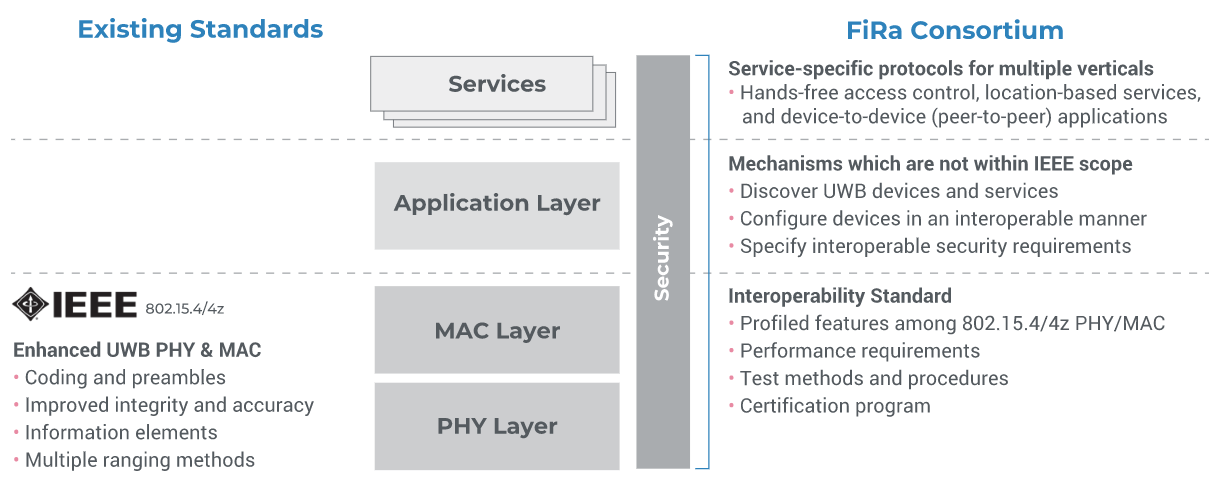 Existing Standards
FiRa Consortium
Services
Service-specific protocols for multiple verticals
• Hands-free access control, location-based services,
and device-to-device (peer-to-peer) applications
Application Layer
Mechanisms which are not within IEEE scope
• Discover UWB devices and services
• Configure devices in an interoperable manner
• Specify interoperable security requirements
Security
IEEE 802.15.4/4z
Enhanced UWB PHY & MAC
• Coding and preambles
• Improved integrity and accuracy
• Information elements
• Multiple ranging methods
MAC Layer
PHY Layer
Interoperability Standard
• Profiled features among 802.15.4/4z PHY/MAC
• Performance requirements
• Test methods and procedures
• Certification program